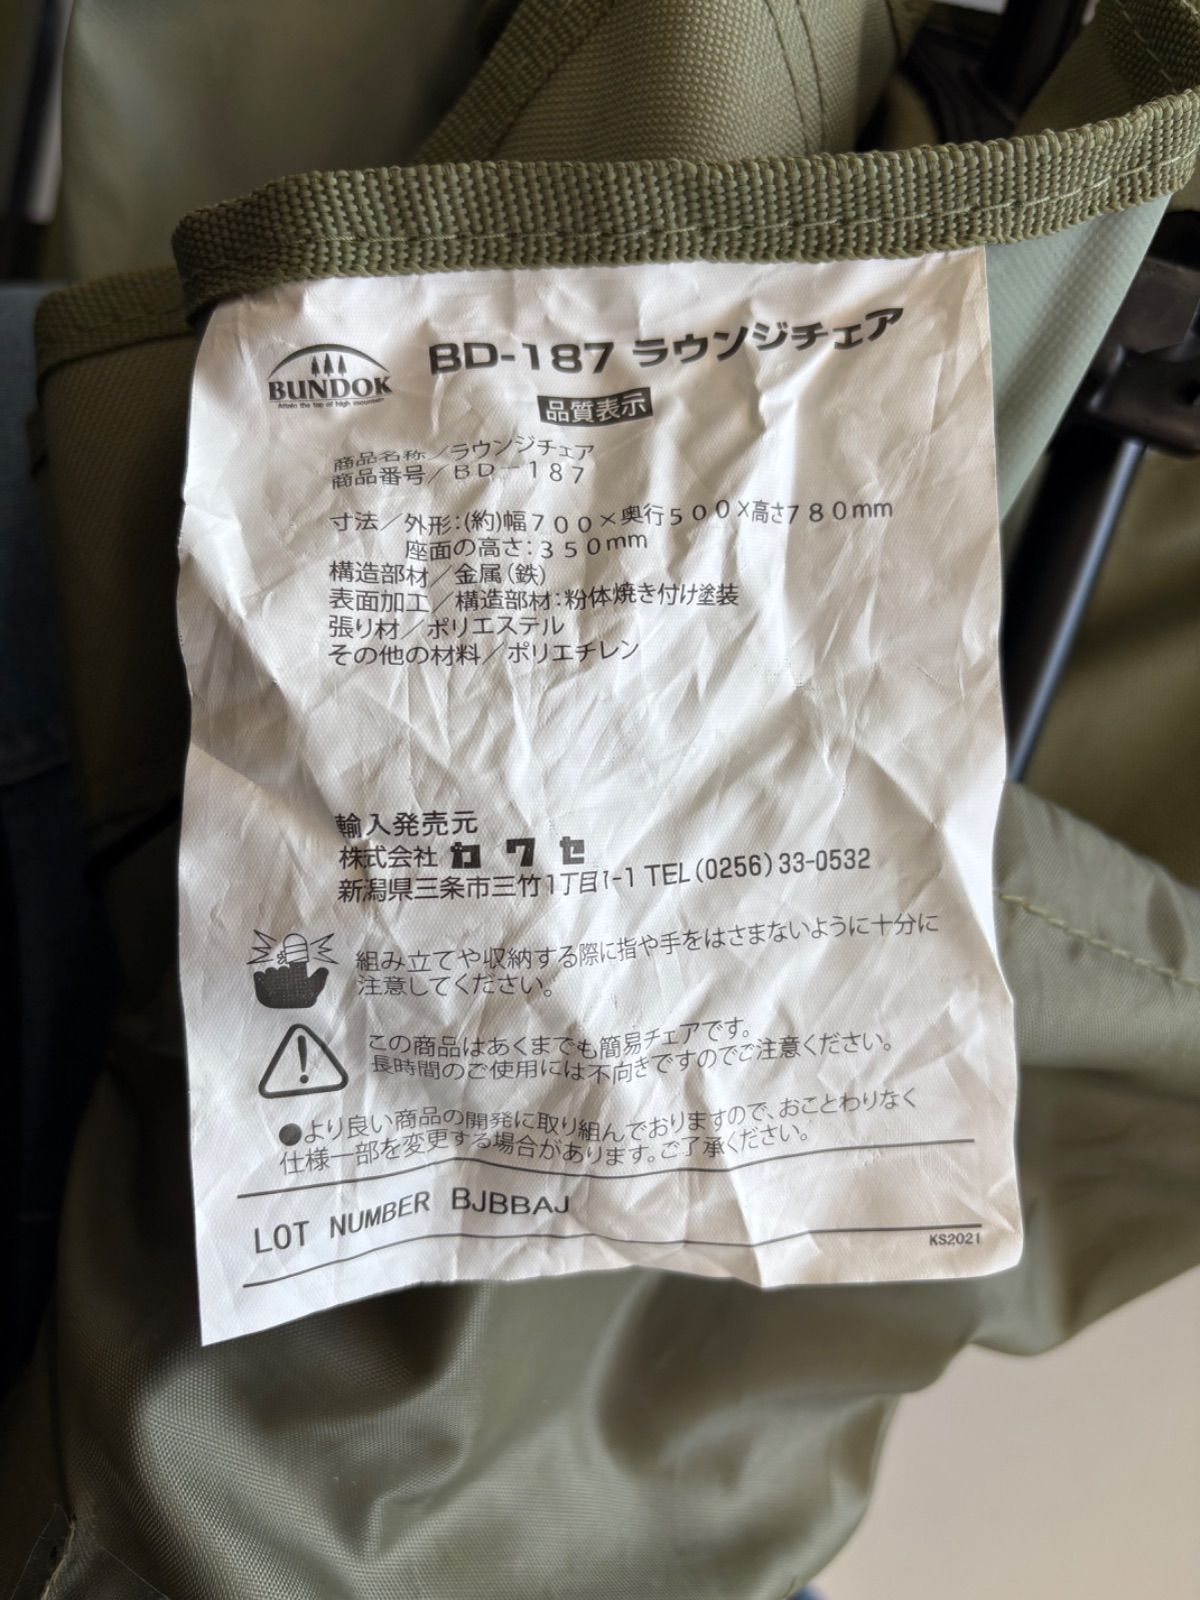 BUNDOK
Attain the top of high mountain
BD-187 ラウンジチェア
品質表示
商品名称／ラウンジチェア
商品番号／BD－187
寸法／外形：(約)幅700×奥行500×高さ780mm
座面の高さ：350mm
構造部材／金属(鉄)
表面加工／構造部材：粉体焼き付け塗装
張り材／ポリエステル
その他の材料／ポリエチレン
輸入発売元
株式会社 カワセ
新潟県三条市三竹1丁目1-1 TEL(0256)33-0532
組み立てや収納する際に指や手をはさまないように十分に
注意してください。
この商品はあくまでも簡易チェアです。
長時間のご使用には不向きですのでご注意ください。
●より良い商品の開発に取り組んでおりますので、おことわりなく
仕様一部を変更する場合があります。ご了承ください。
LOT NUMBER BJBBAJ
KS2021